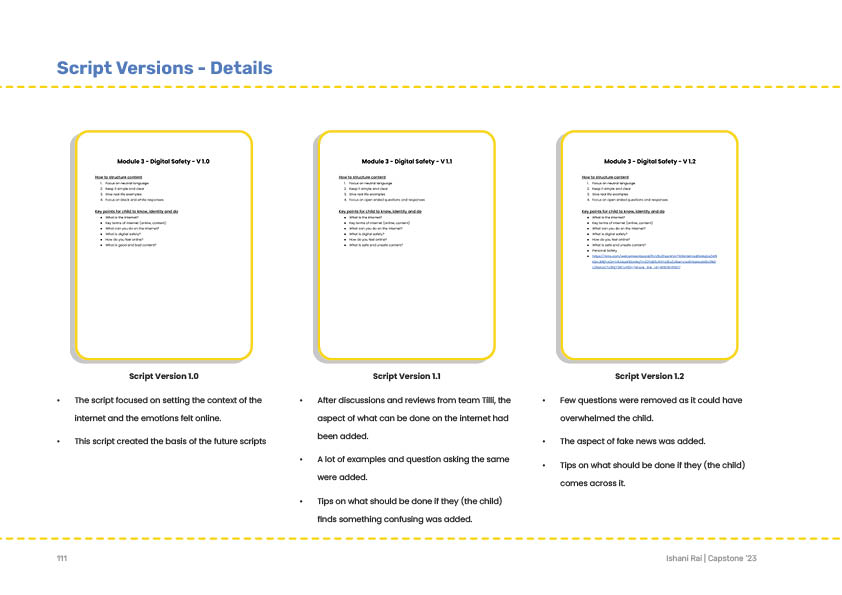 Script Versions - Details
Module 3 - Digital Safety - V 1.0
How to structure content
1. Focus on neutral language
2. Keep it simple and clear
3. Give real life examples
4. Focus on black and white responses
Key points for child to know, identity and do
• What is the internet?
• Key terms of internet (online, content)
• What can you do on the internet?
• What is digital safety?
• How do you feel online?
• What is good and bad content?
Script Version 1.0
• The script focused on setting the context of the
internet and the emotions felt online.
• This script created the basis of the future scripts
Module 3 - Digital Safety - V 1.1
How to structure content
1. Focus on neutral language
2. Keep it simple and clear
3. Give real life examples
4. Focus on open ended questions and responses
Key points for child to know, identity and do
• What is the internet?
• Key terms of internet (online, content)
• What can you do on the internet?
• What is digital safety?
• How do you feel online?
• What is safe and unsafe content?
Script Version 1.1
• After discussions and reviews from team Tilli, the
aspect of what can be done on the internet had
been added.
• A lot of examples and question asking the same
were added.
• Tips on what should be done if they (the child)
finds something confusing was added.
Module 3 - Digital Safety - V 1.2
How to structure content
1. Focus on neutral language
2. Keep it simple and clear
3. Give real life examples
4. Focus on open ended questions and responses
Key points for child to know, identity and do
• What is the internet?
• Key terms of internet (online, content)
• What can you do on the internet?
• What is digital safety?
• How do you feel online?
• What is safe and unsafe content?
• Personal Safety
Script Version 1.2
• Few questions were removed as it could have
overwhelmed the child.
• The aspect of fake news was added.
• Tips on what should be done if they (the child)
comes across it.
111
Ishani Rai | Capstone '23